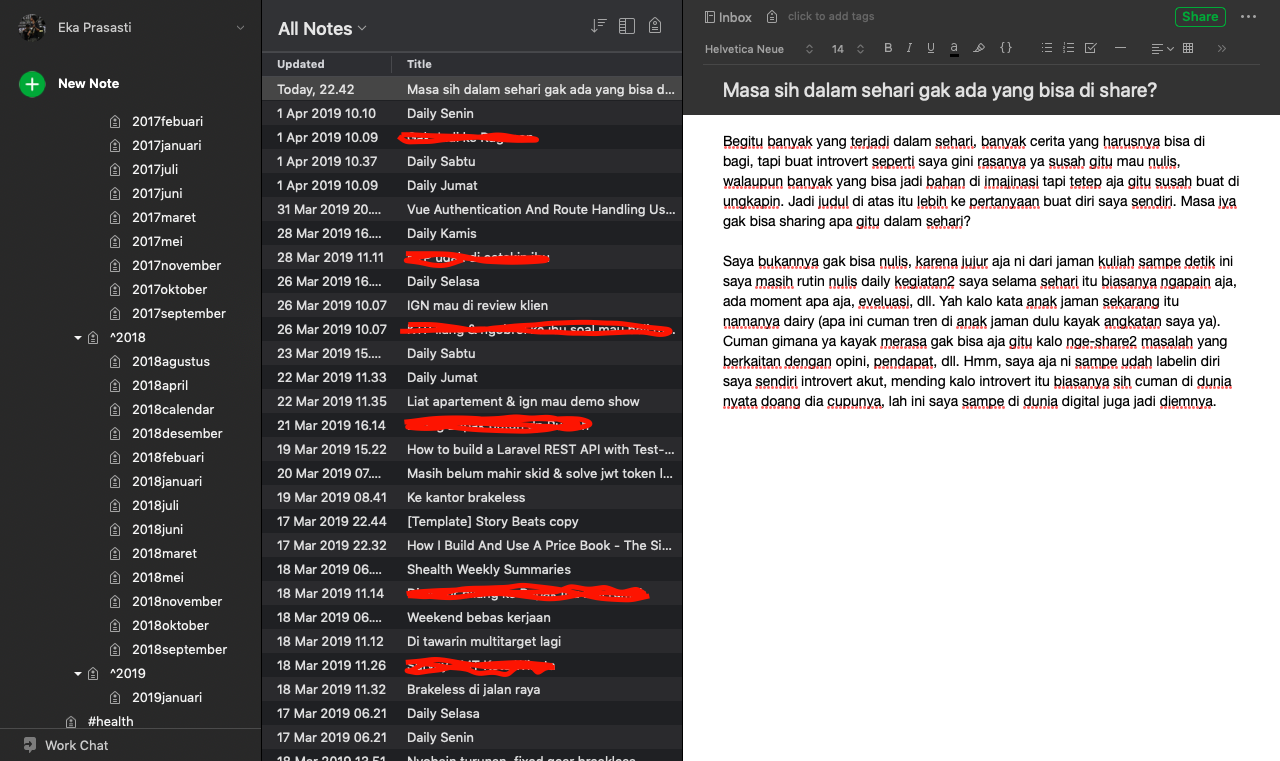 Eka Prasasti
New Note
2017febuari
2017januari
2017juli
2017juni
2017maret
2017mei
2017november
2017oktober
2017september
^2018
2018agustus
2018april
2018calendar
2018desember
2018febuari
2018januari
2018juli
2018juni
2018maret
2018mei
2018november
2018oktober
2018september
^2019
2019januari
#health
Work Chat
All Notes
Updated Title
Today, 22.42 Masa sih dalam sehari gak ada yang bisa d...
1 Apr 2019 10.10 Daily Senin
1 Apr 2019 10.09
1 Apr 2019 10.37 Daily Sabtu
1 Apr 2019 10.09 Daily Jumat
31 Mar 2019 20.... Vue Authentication And Route Handling Us...
28 Mar 2019 16.... Daily Kamis
28 Mar 2019 11.11
26 Mar 2019 16.... Daily Selasa
26 Mar 2019 10.07 IGN mau di review klien
26 Mar 2019 10.07
23 Mar 2019 15.... Daily Sabtu
22 Mar 2019 11.33 Daily Jumat
22 Mar 2019 11.35 Liat apartement & ign mau demo show
21 Mar 2019 16.14
19 Mar 2019 15.22 How to build a Laravel REST API with Test-...
20 Mar 2019 07.... Masih belum mahir skid & solve jwt token l...
19 Mar 2019 08.41 Ke kantor brakeless
17 Mar 2019 22.44 [Template] Story Beats copy
17 Mar 2019 22.32 How I Build And Use A Price Book - The Si...
18 Mar 2019 06.... Shealth Weekly Summaries
18 Mar 2019 11.14
18 Mar 2019 06.... Weekend bebas kerjaan
18 Mar 2019 11.12 Di tawarin multitarget lagi
18 Mar 2019 11.26
18 Mar 2019 11.32 Brakeless di jalan raya
17 Mar 2019 06.21 Daily Selasa
17 Mar 2019 06.21 Daily Senin
Inbox click to add tags Share
Helvetica Neue 14 B I U a {}
Masa sih dalam sehari gak ada yang bisa di share?
Begitu banyak yang terjadi dalam sehari, banyak cerita yang harusnya bisa di
bagi, tapi buat introvert seperti saya gini rasanya ya susah gitu mau nulis,
walaupun banyak yang bisa jadi bahan di imajinasi tapi tetep aja gitu susah buat di
ungkapin. Jadi judul di atas itu lebih ke pertanyaan buat diri saya sendiri. Masa iya
gak bisa sharing apa gitu dalam sehari?
Saya bukannya gak bisa nulis, karena jujur aja ni dari jaman kuliah sampe detik ini
saya masih rutin nulis daily kegiatan2 saya selama sehari itu biasanya ngapain aja,
ada moment apa aja, eveluasi, dll. Yah kalo kata anak jaman sekarang itu
namanya dairy (apa ini cuman tren di anak jaman dulu kayak angkatan saya ya).
Cuman gimana ya kayak merasa gak bisa aja gitu kalo nge-share2 masalah yang
berkaitan dengan opini, pendapat, dll. Hmm, saya aja ni sampe udah labelin diri
saya sendiri introvert akut, mending kalo introvert itu biasanya sih cuman di dunia
nyata doang dia cupunya, lah ini saya sampe di dunia digital juga jadi diemnya.